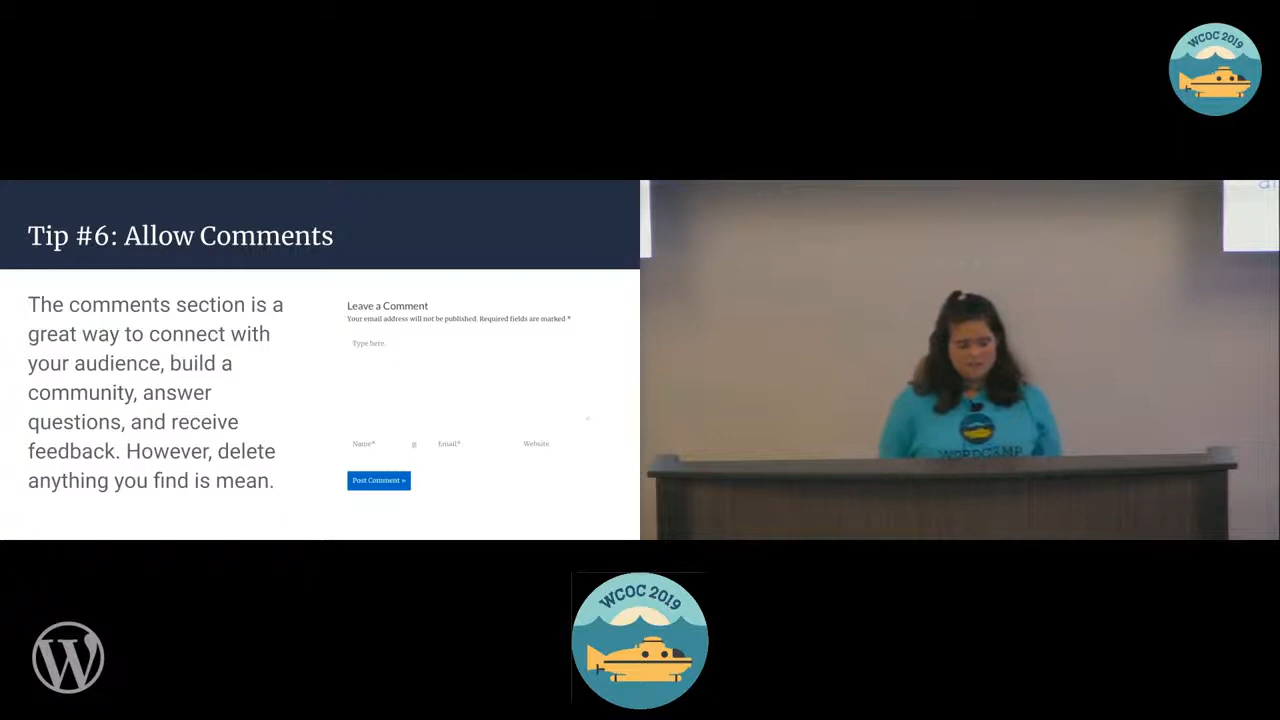 WCOC 2019
Tip #6: Allow Comments
The comments section is a
great way to connect with
your audience, build a
community, answer
questions, and receive
feedback. However, delete
anything you find is mean.
Leave a Comment
Your email address will not be published. Required fields are marked *
Type here..
Name*
Email*
Website
Post Comment »
WORDCAMP
WCOC 2019